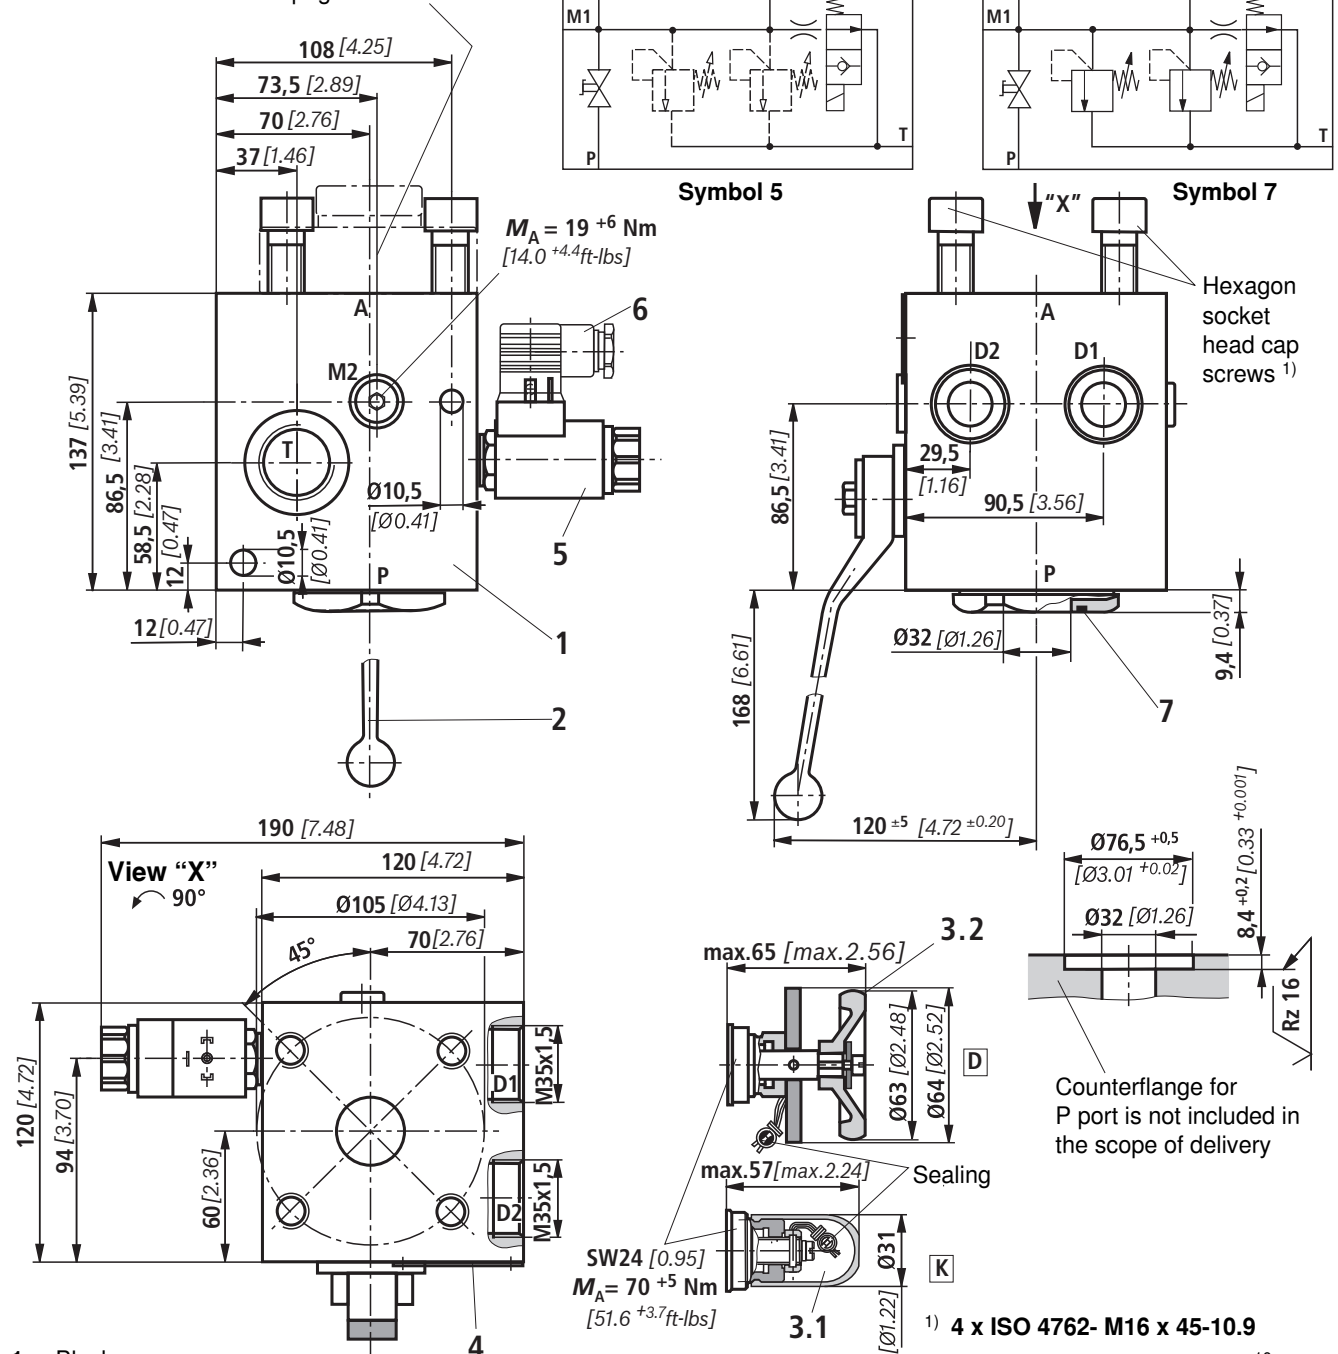 108 [4.25]
73,5 [2.89]
70 [2.76]
37 [1.46]
M1
P
T
Symbol 5
M1
P
T
Symbol 7
MA = 19 +6 Nm
[14.0 +4.4 ft-lbs]
A
M2
T
P
6
5
1
2
137 [5.39]
86,5 [3.41]
58,5 [2.28]
12 [0.47]
Ø10,5 [Ø0.41]
Ø10,5
[Ø0.41]
12 [0.47]
“X”
Hexagon
socket
head cap
screws 1)
A
D2
D1
29,5
[1.16]
90,5 [3.56]
86,5 [3.41]
P
Ø32 [Ø1.26]
9,4 [0.37]
7
168 [6.61]
120 ±5 [4.72 ±0.20]
190 [7.48]
View “X”
90°
120 [4.72]
Ø105 [Ø4.13]
70 [2.76]
45°
120 [4.72]
94 [3.70]
60 [2.36]
D1
M35x1.5
D2
M35x1.5
4
max.65 [max.2.56]
3.2
Ø63 [Ø2.48]
Ø64 [Ø2.52]
D
Sealing
max.57 [max.2.24]
SW24 [0.95]
MA= 70 +5 Nm
[51.6 +3.7 ft-lbs]
3.1
Ø31
[Ø1.22]
K
Ø76,5 +0,5
[Ø3.01 +0.02]
Ø32 [Ø1.26]
8,4 +0,2 [0.33 +0.001]
Rz 16
Counterflange for
P port is not included in
the scope of delivery
1) 4 x ISO 4762- M16 x 45-10.9